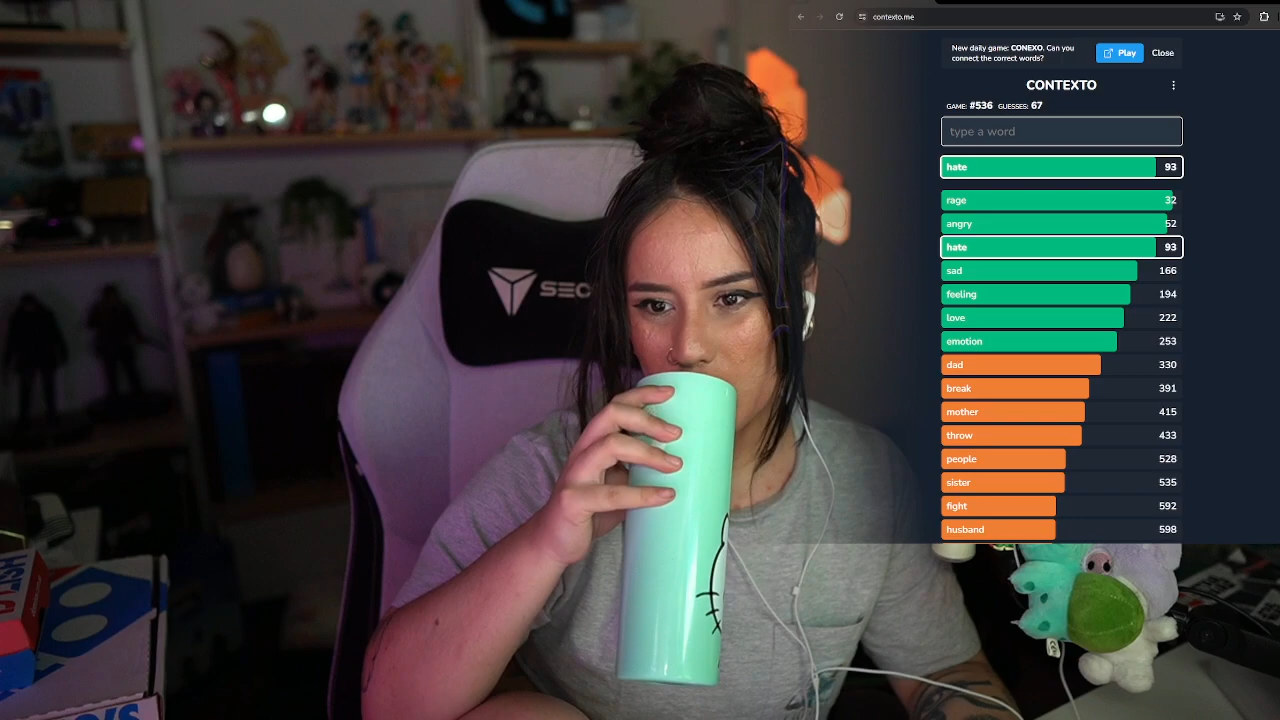 contexto.me
New daily game: CONEXO. Can you
connect the correct words?
Play
Close
CONTEXTO
GAME: #536 GUESSES: 67
type a word
hate 93
rage 32
angry 52
hate 93
sad 166
feeling 194
love 222
emotion 253
dad 330
break 391
mother 415
throw 433
people 528
sister 535
fight 592
husband 598
SEC